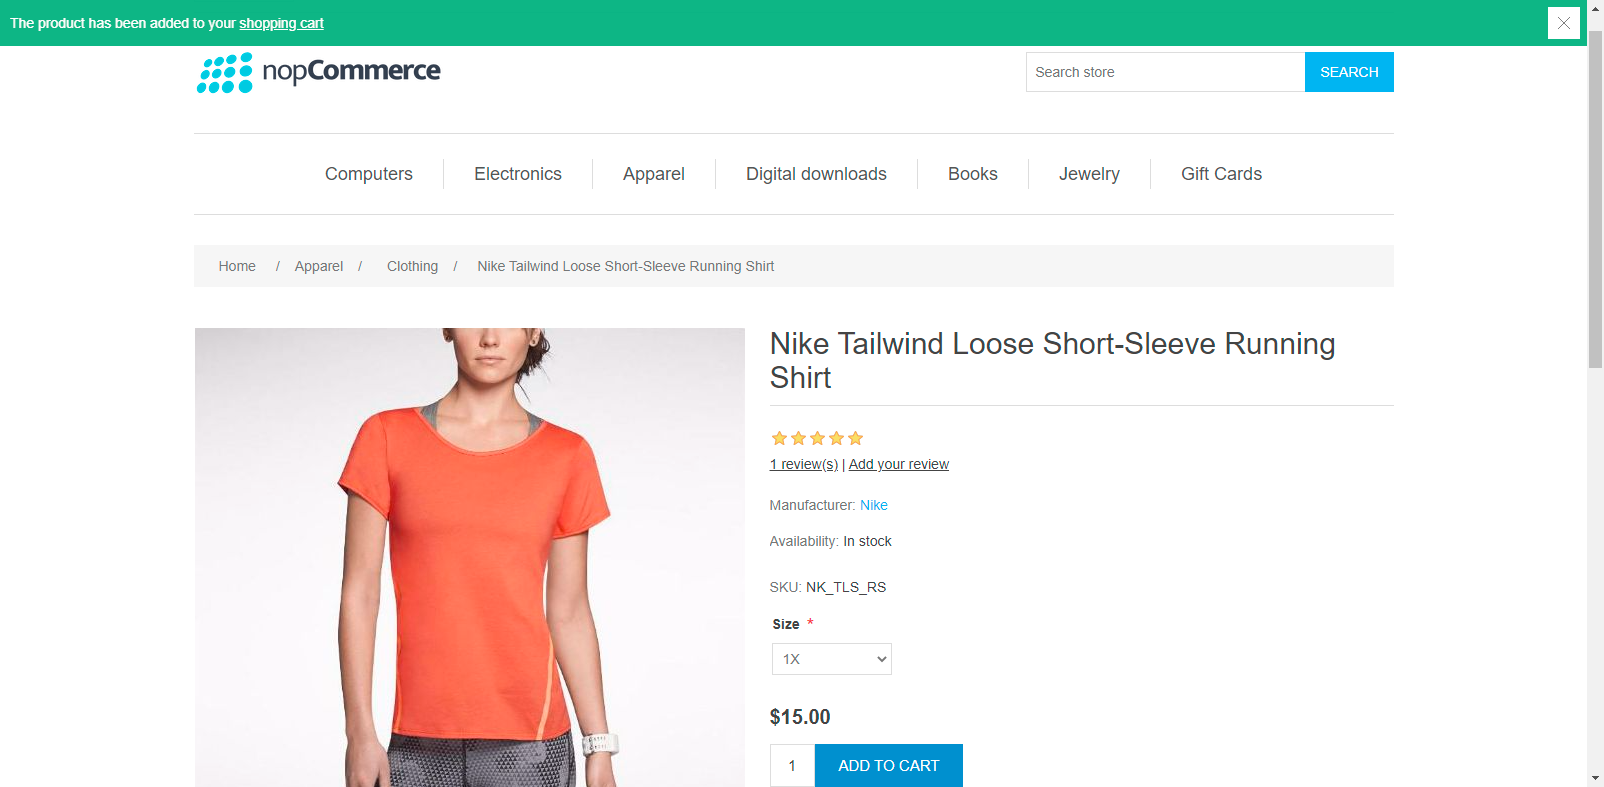 The product has been added to your shopping cart
nopCommerce
Search store
SEARCH
Computers
Electronics
Apparel
Digital downloads
Books
Jewelry
Gift Cards
Home / Apparel / Clothing / Nike Tailwind Loose Short-Sleeve Running Shirt
Nike Tailwind Loose Short-Sleeve Running
Shirt
1 review(s) | Add your review
Manufacturer: Nike
Availability: In stock
SKU: NK_TLS_RS
Size *
1X
$15.00
1
ADD TO CART